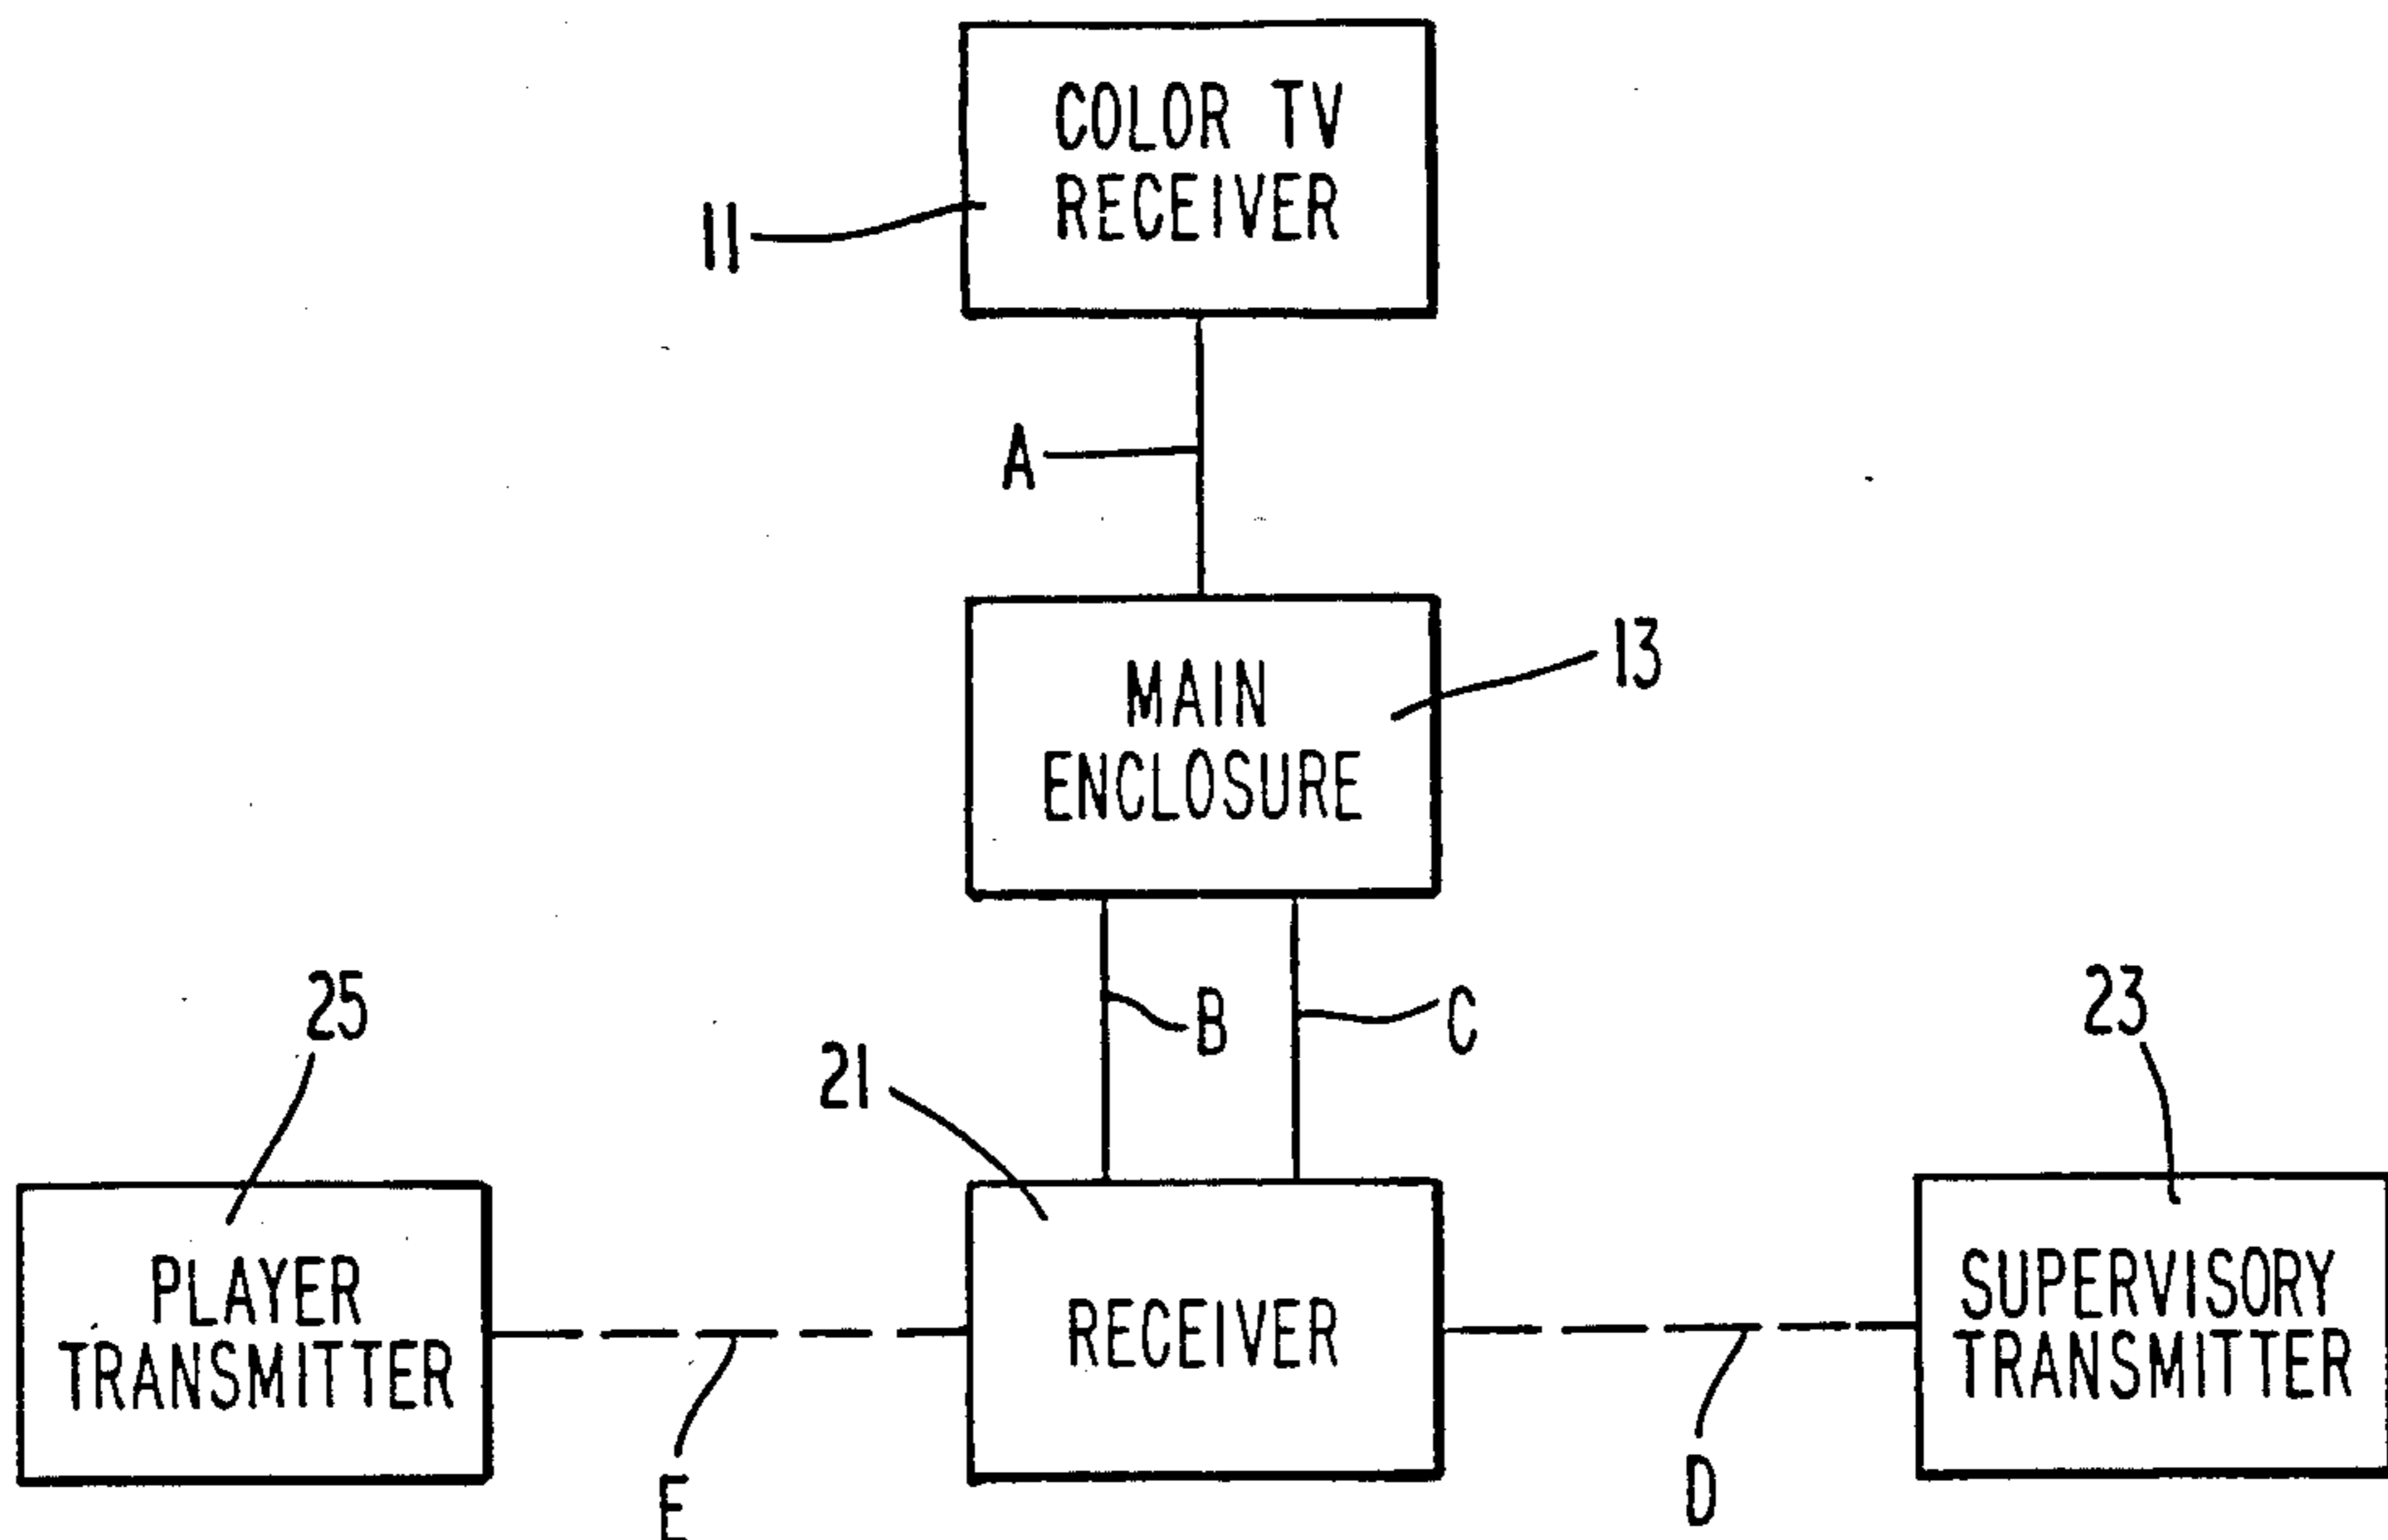 COLOR TV
RECEIVER
11
A
MAIN
ENCLOSURE
13
B
C
25
21
23
PLAYER
TRANSMITTER
RECEIVER
SUPERVISORY
TRANSMITTER
E
D